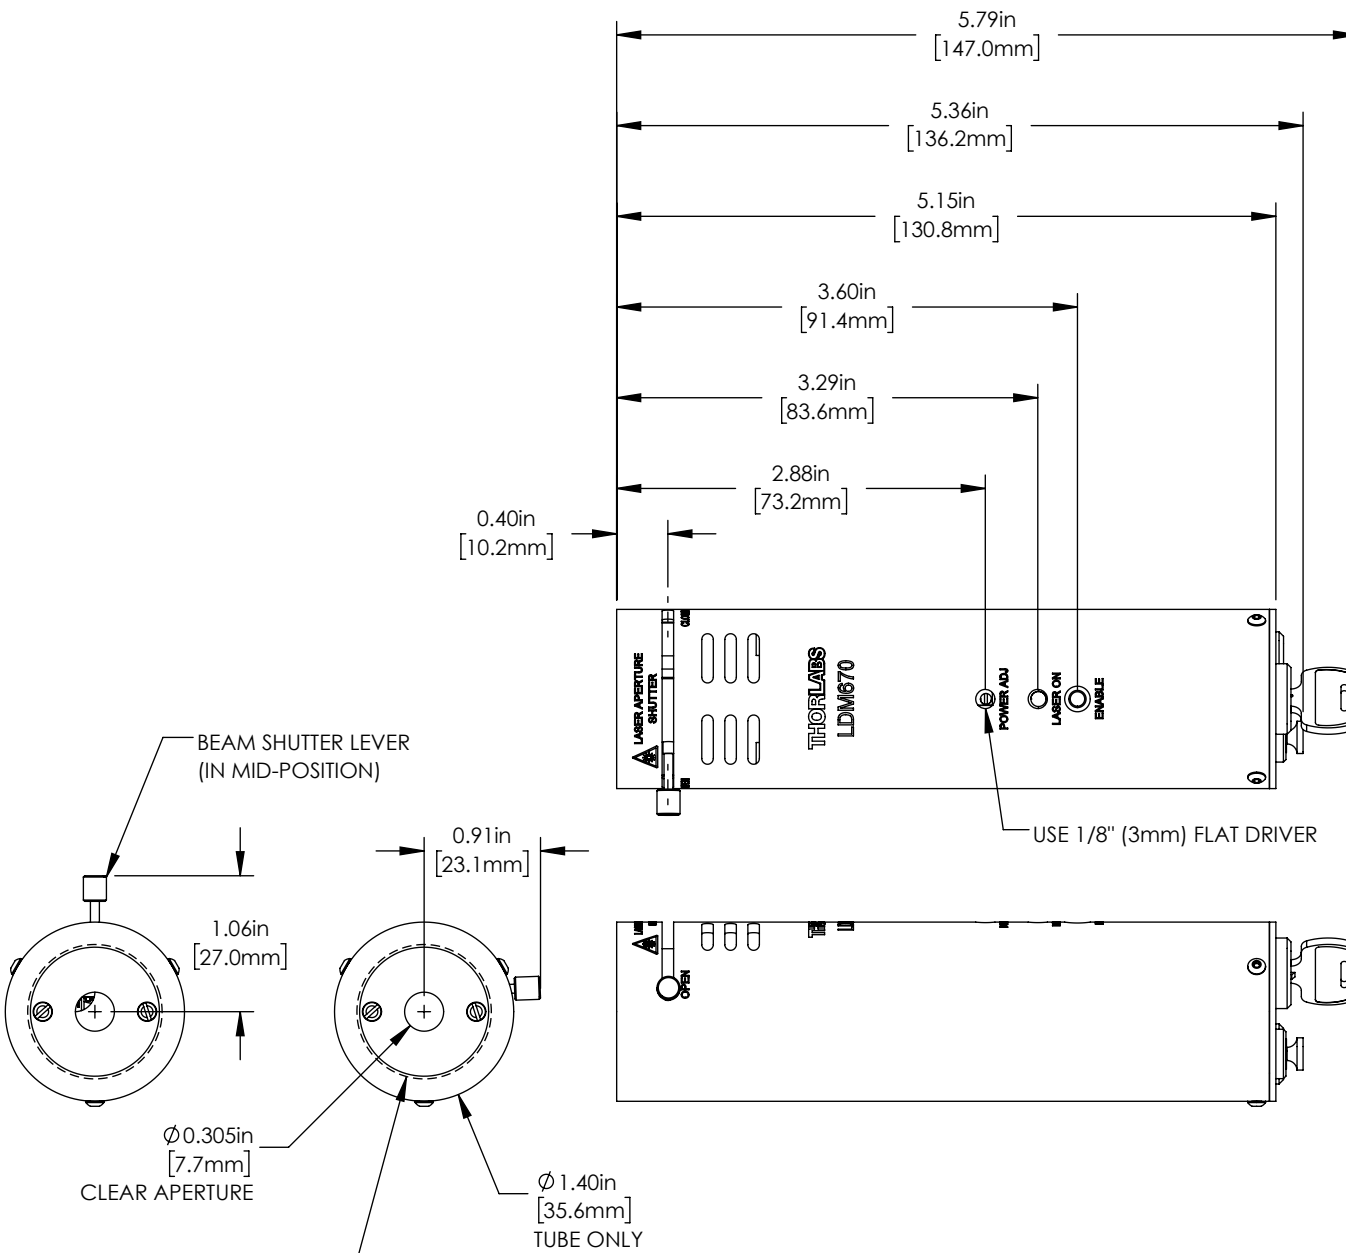 5.79in
[147.0mm]
5.36in
[136.2mm]
5.15in
[130.8mm]
3.60in
[91.4mm]
3.29in
[83.6mm]
2.88in
[73.2mm]
0.40in
[10.2mm]
LASER APERTURE
SHUTTER
THORLABS
LDM670
POWER ADJ
LASER ON
ENABLE
BEAM SHUTTER LEVER
(IN MID-POSITION)
USE 1/8" (3mm) FLAT DRIVER
0.91in
[23.1mm]
1.06in
[27.0mm]
OPEN
Ø0.305in
[7.7mm]
CLEAR APERTURE
Ø1.40in
[35.6mm]
TUBE ONLY